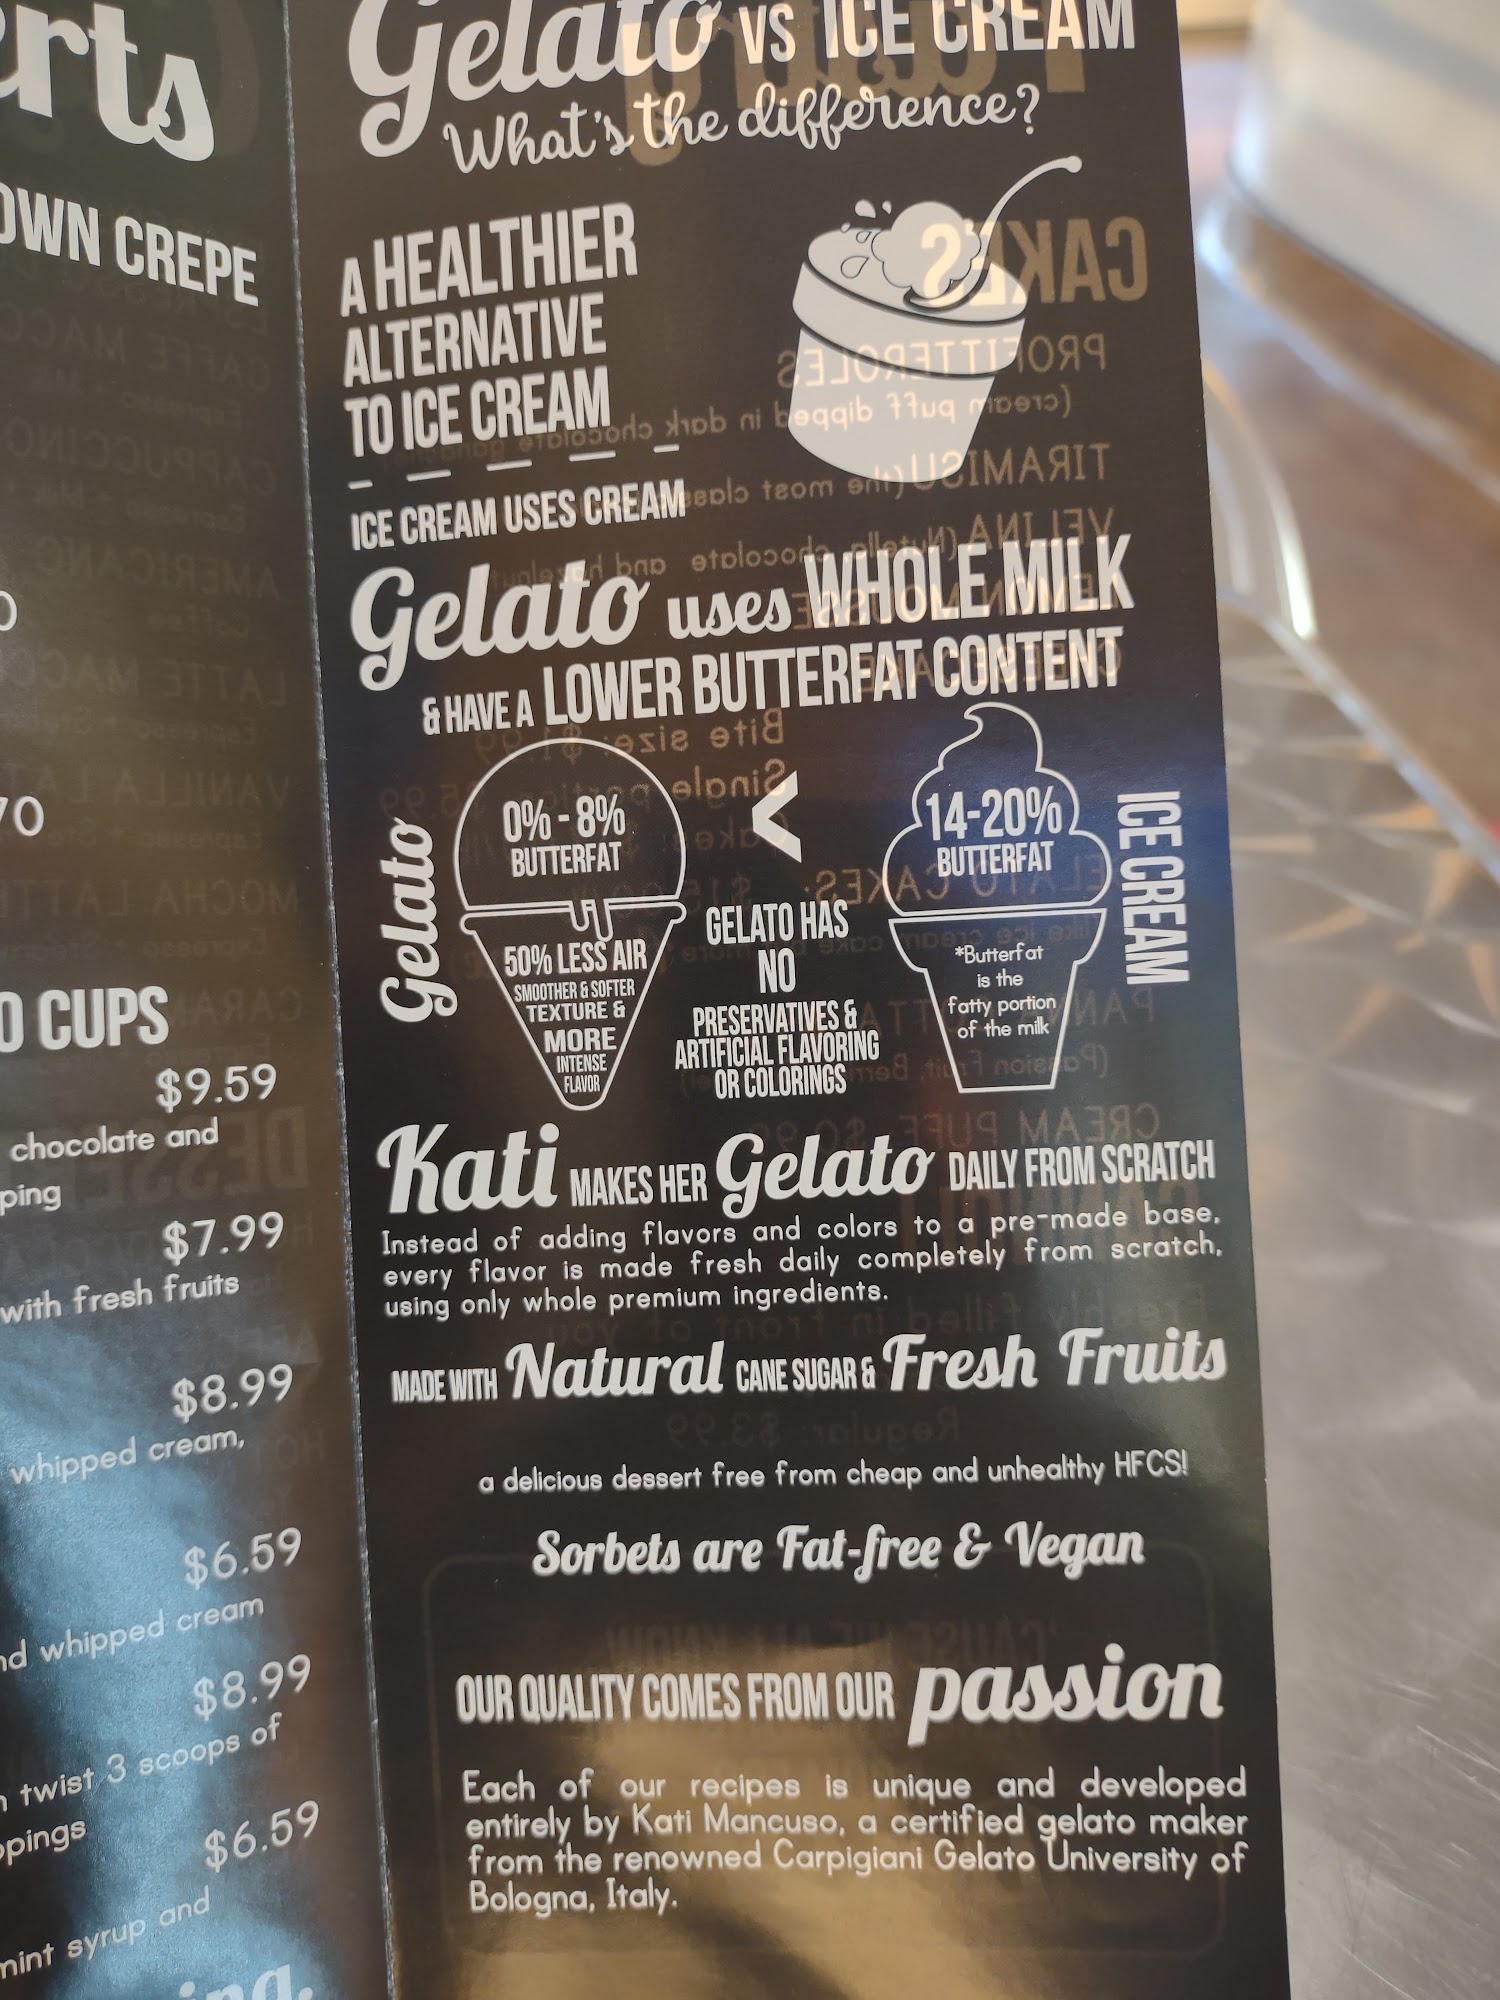 rts
OWN CREPE
0
70
O CUPS
$9.59
chocolate and
ping
$7.99
with fresh fruits
$8.99
whipped cream,
$6.59
nd whipped cream
$8.99
twist 3 scoops of
ppings
$6.59
mint syrup and
ing.
Gelato VS ICE CREAM
What's the difference?
A HEALTHIER
ALTERNATIVE
TO ICE CREAM
ICE CREAM USES CREAM
Gelato uses WHOLE MILK
& HAVE A LOWER BUTTERFAT CONTENT
Gelato
0% - 8%
BUTTERFAT
50% LESS AIR
SMOOTHER & SOFTER
TEXTURE &
MORE
INTENSE
FLAVOR
<
GELATO HAS
NO
PRESERVATIVES &
ARTIFICIAL FLAVORING
OR COLORINGS
14-20%
BUTTERFAT
*Butterfat
is the
fatty portion
of the milk
ICE CREAM
Kati MAKES HER Gelato DAILY FROM SCRATCH
Instead of adding flavors and colors to a pre-made base,
every flavor is made fresh daily completely from scratch,
using only whole premium ingredients.
MADE WITH Natural CANE SUGAR & Fresh Fruits
a delicious dessert free from cheap and unhealthy HFCS!
Sorbets are Fat-free & Vegan
OUR QUALITY COMES FROM OUR passion
Each of our recipes is unique and developed
entirely by Kati Mancuso, a certified gelato maker
from the renowned Carpigiani Gelato University of
Bologna, Italy.